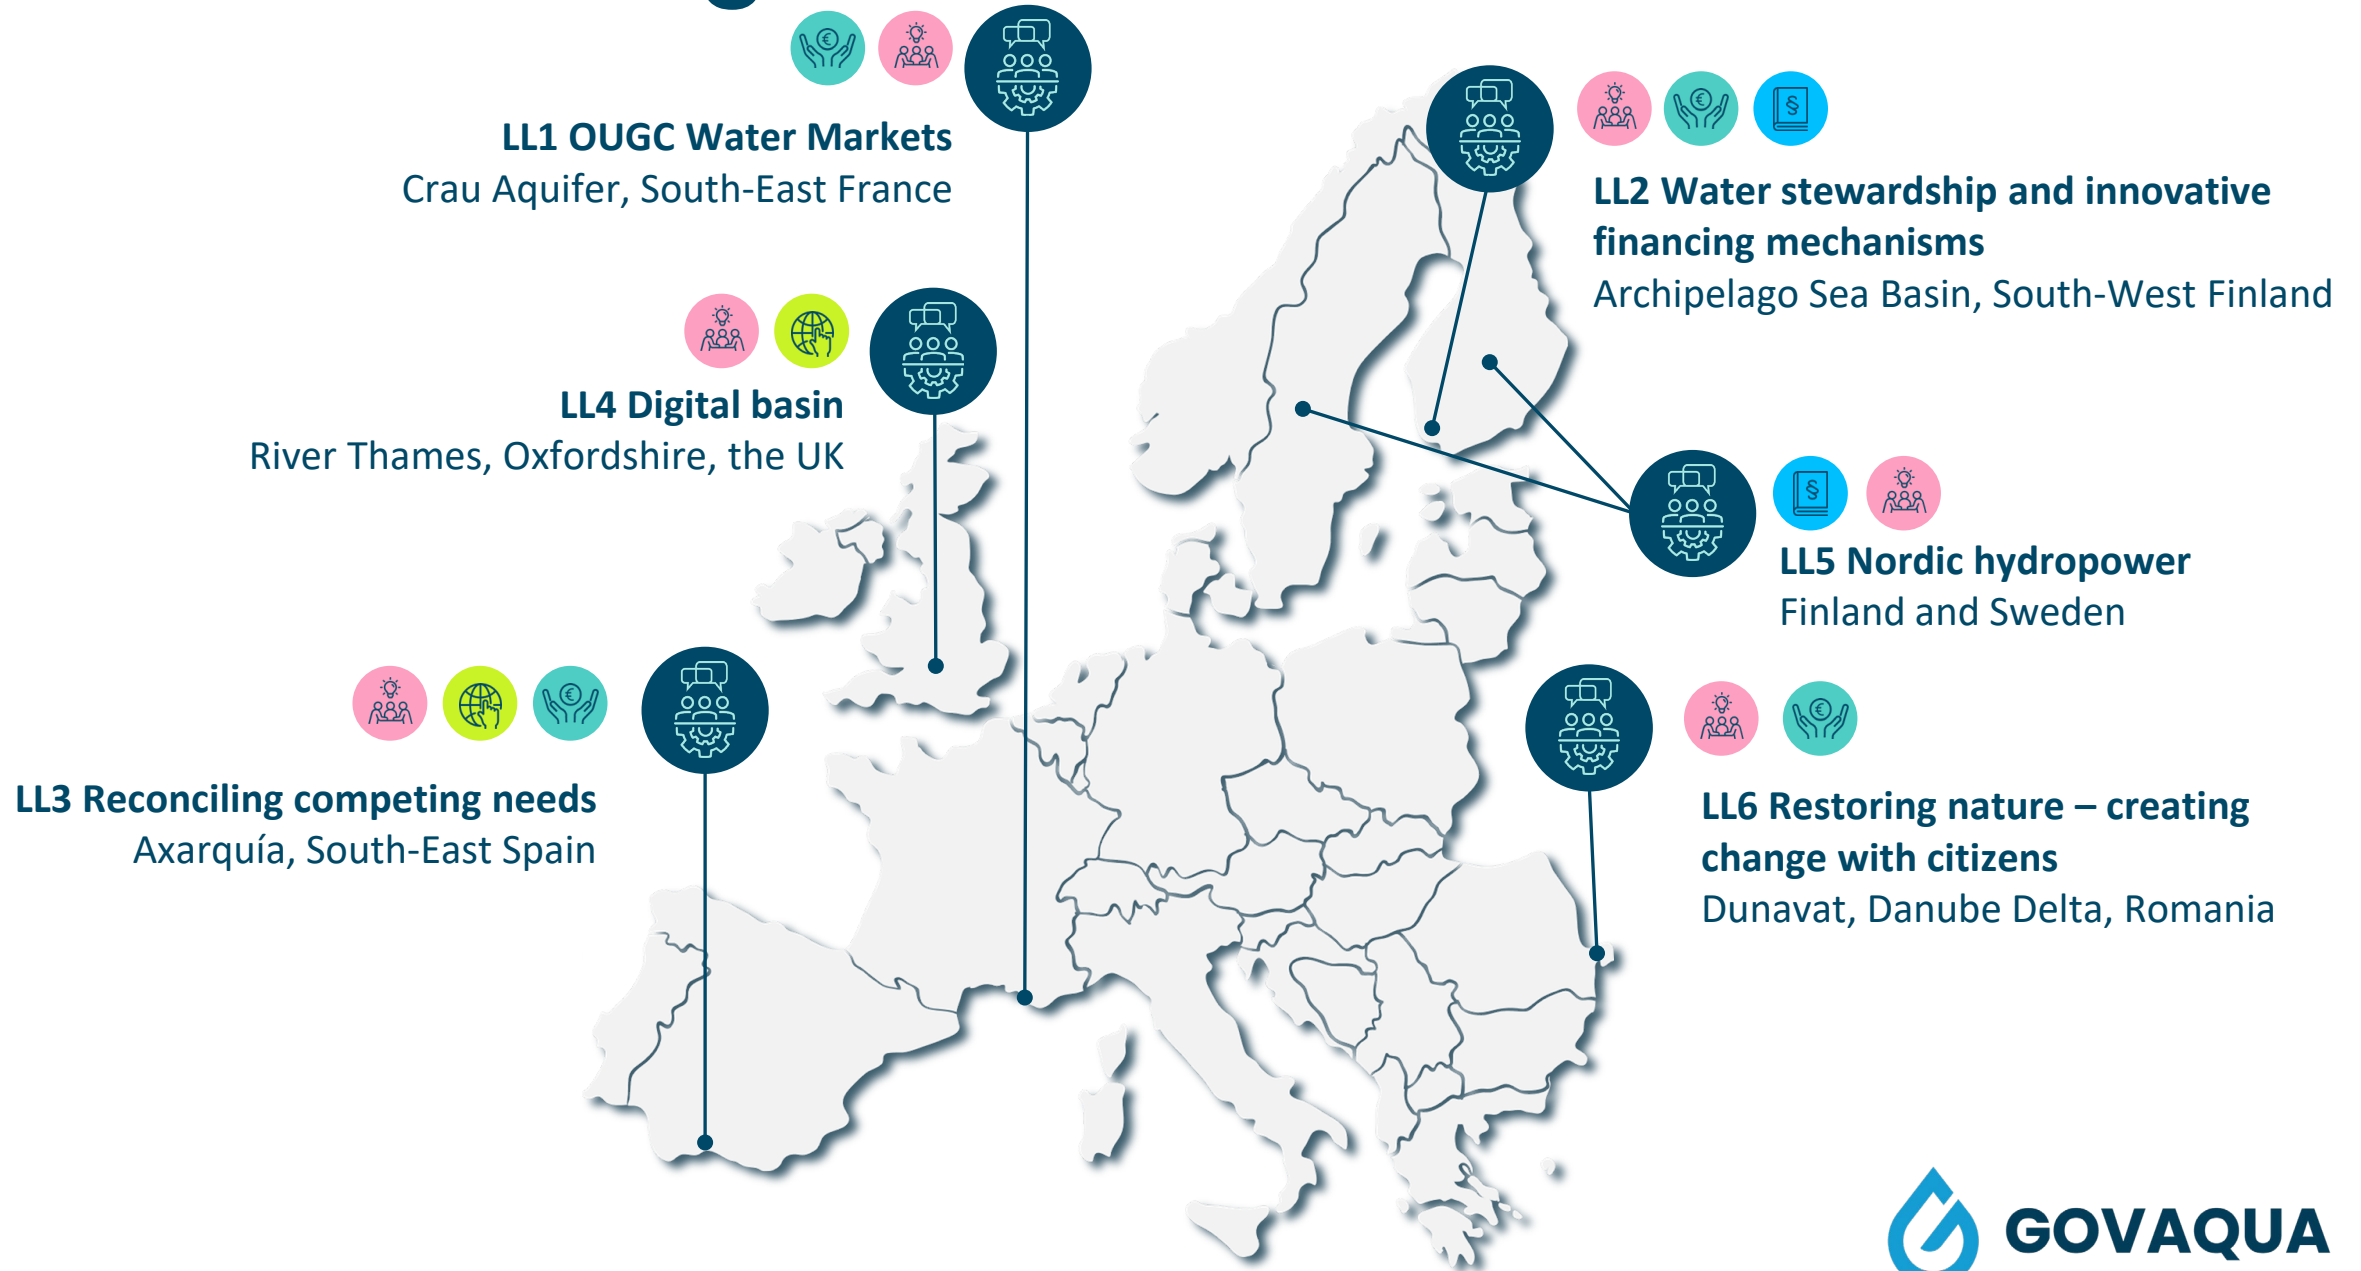 LL1 OUGC Water Markets
Crau Aquifer, South-East France
LL2 Water stewardship and innovative
financing mechanisms
Archipelago Sea Basin, South-West Finland
LL4 Digital basin
River Thames, Oxfordshire, the UK
LL5 Nordic hydropower
Finland and Sweden
LL3 Reconciling competing needs
Axarquía, South-East Spain
LL6 Restoring nature – creating
change with citizens
Dunavat, Danube Delta, Romania
GOVAQUA